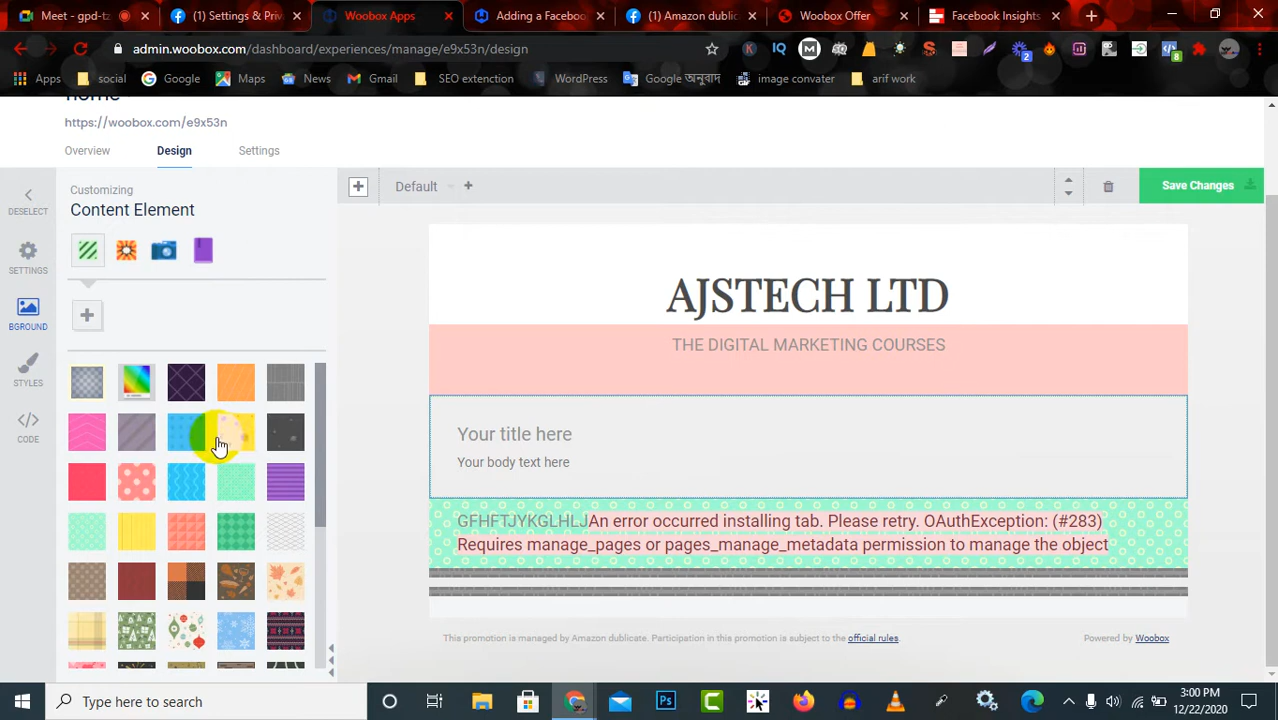 Meet - gpd-tz
(1) Settings & Priv
Woobox Apps
Adding a Facebo
(1) Amazon dublic
Woobox Offer
Facebook Insights
admin.woobox.com/dashboard/experiences/manage/e9x53n/design
Apps
social
Google
Maps
News
Gmail
SEO extenction
WordPress
Google অনুবাদ
image convater
arif work
home
https://woobox.com/e9x53n
Overview
Design
Settings
DESELECT
SETTINGS
BGROUND
STYLES
CODE
Customizing
Content Element
Default
Save Changes
AJSTECH LTD
THE DIGITAL MARKETING COURSES
Your title here
Your body text here
GFHFTJYKGLHLJAn error occurred installing tab. Please retry. OAuthException: (#283)
Requires manage_pages or pages_manage_metadata permission to manage the object
This promotion is managed by Amazon dublicate. Participation in this promotion is subject to the official rules.
Powered by Woobox
Type here to search
3:00 PM
12/22/2020